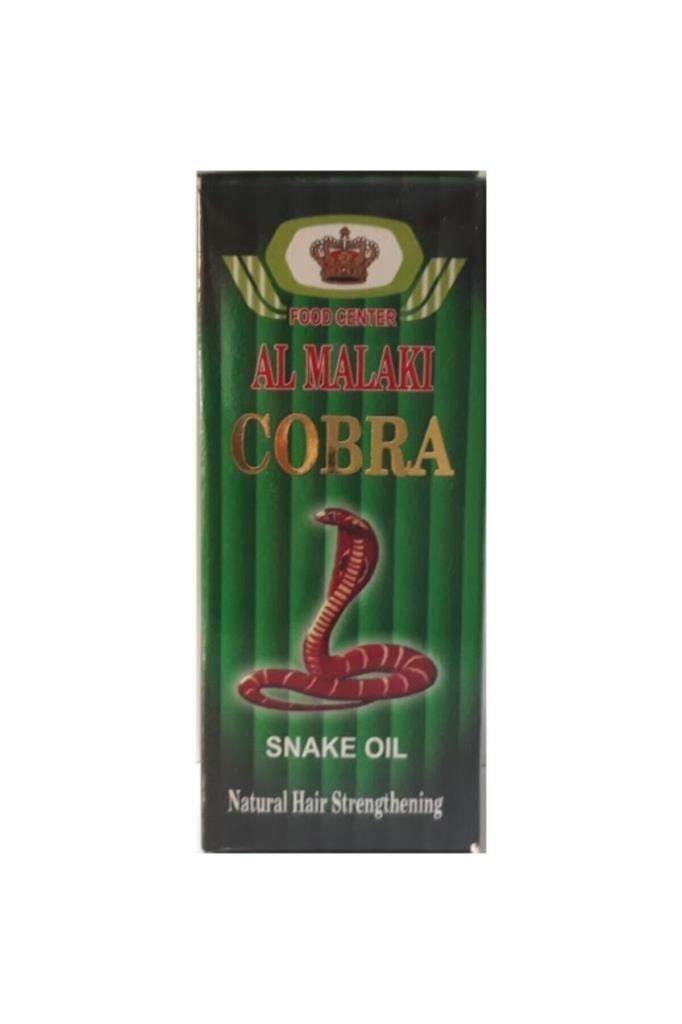 FOOD CENTER
AL MALAKI
COBRA
SNAKE OIL
Natural Hair Strengthening